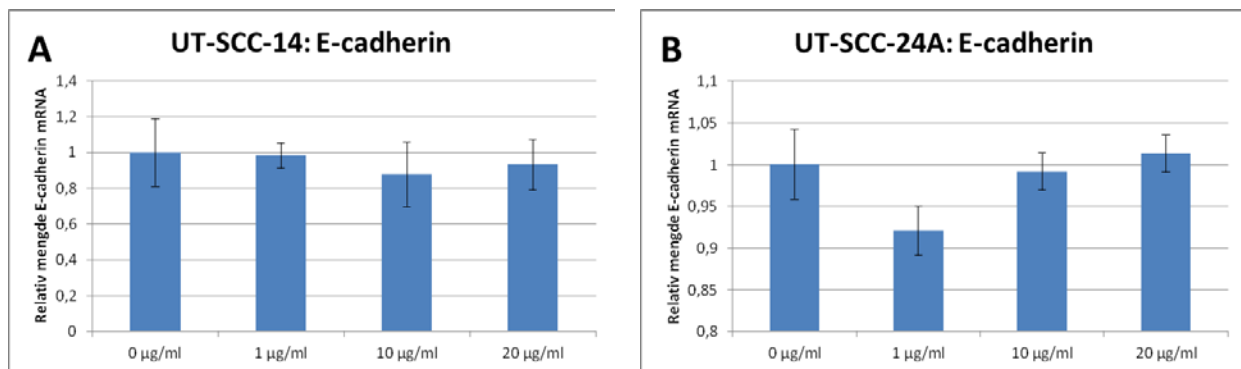 A
UT-SCC-14: E-cadherin
Relativ mengde E-cadherin mRNA
1,4
1,2
1
0,8
0,6
0,4
0,2
0
0 µg/ml
1 µg/ml
10 µg/ml
20 µg/ml
B
UT-SCC-24A: E-cadherin
Relativ mengde E-cadherin mRNA
1,1
1,05
1
0,95
0,9
0,85
0,8
0 µg/ml
1 µg/ml
10 µg/ml
20 µg/ml